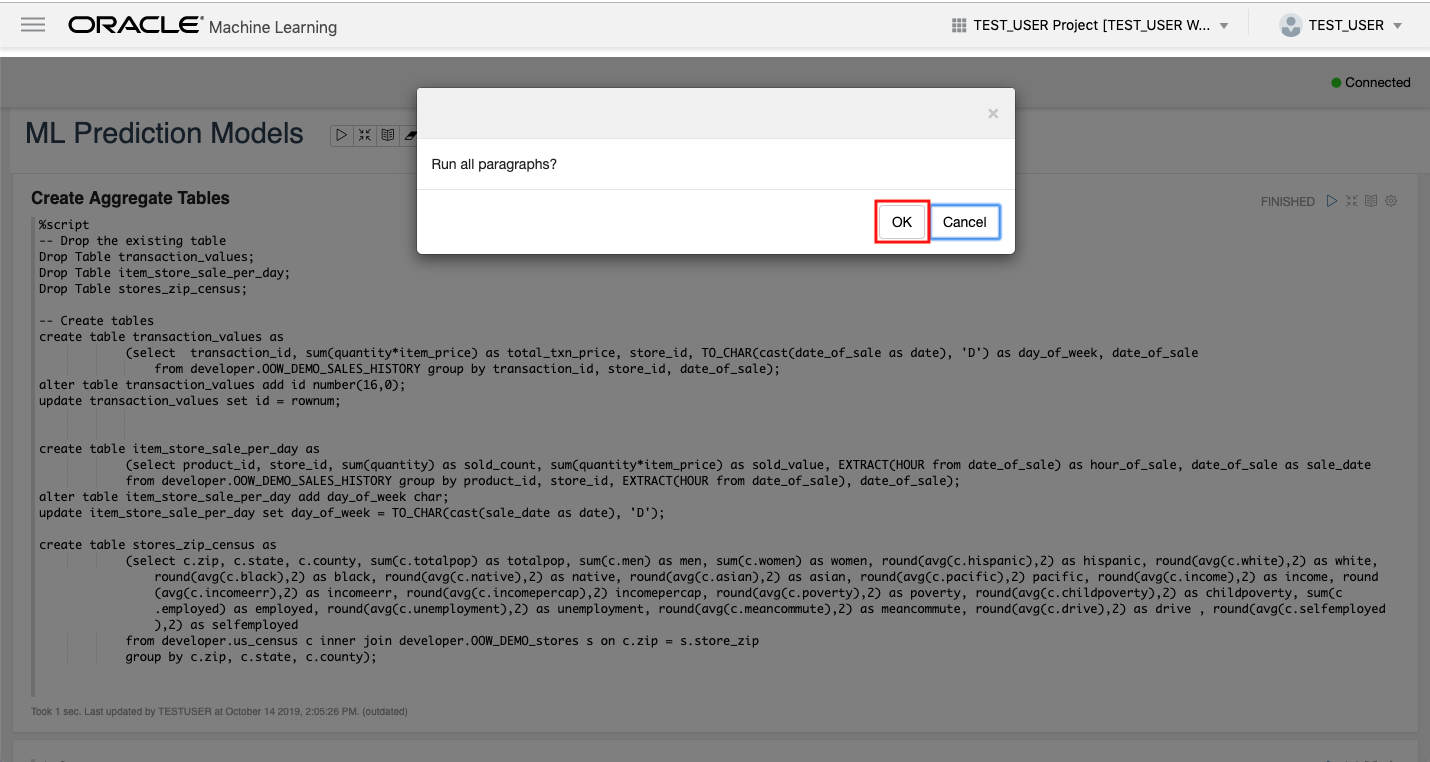 ORACLE Machine Learning
TEST_USER Project [TEST_USER W...
TEST_USER
Connected
ML Prediction Models
×
Run all paragraphs?
OK
Cancel
Create Aggregate Tables
FINISHED
%script
-- Drop the existing table
Drop Table transaction_values;
Drop Table item_store_sale_per_day;
Drop Table stores_zip_census;
-- Create tables
create table transaction_values as
(select  transaction_id, sum(quantity*item_price) as total_txn_price, store_id, TO_CHAR(cast(date_of_sale as date), 'D') as day_of_week, date_of_sale
from developer.OOW_DEMO_SALES_HISTORY group by transaction_id, store_id, date_of_sale);
alter table transaction_values add id number(16,0);
update transaction_values set id = rownum;
create table item_store_sale_per_day as
(select product_id, store_id, sum(quantity) as sold_count, sum(quantity*item_price) as sold_value, EXTRACT(HOUR from date_of_sale) as hour_of_sale, date_of_sale as sale_date
from developer.OOW_DEMO_SALES_HISTORY group by product_id, store_id, EXTRACT(HOUR from date_of_sale), date_of_sale);
alter table item_store_sale_per_day add day_of_week char;
update item_store_sale_per_day set day_of_week = TO_CHAR(cast(sale_date as date), 'D');
create table stores_zip_census as
(select c.zip, c.state, c.county, sum(c.totalpop) as totalpop, sum(c.men) as men, sum(c.women) as women, round(avg(c.hispanic),2) as hispanic, round(avg(c.white),2) as white,
round(avg(c.black),2) as black, round(avg(c.native),2) as native, round(avg(c.asian),2) as asian, round(avg(c.pacific),2) pacific, round(avg(c.income),2) as income, round
(avg(c.incomeerr),2) as incomeerr, round(avg(c.incomepercap),2) incomepercap, round(avg(c.poverty),2) as poverty, round(avg(c.childpoverty),2) as childpoverty, sum(c
.employed) as employed, round(avg(c.unemployment),2) as unemployment, round(avg(c.meancommute),2) as meancommute, round(avg(c.drive),2) as drive , round(avg(c.selfemployed
),2) as selfemployed
from developer.us_census c inner join developer.OOW_DEMO_stores s on c.zip = s.store_zip
group by c.zip, c.state, c.county);
Took 1 sec. Last updated by TESTUSER at October 14 2019, 2:05:26 PM. (outdated)